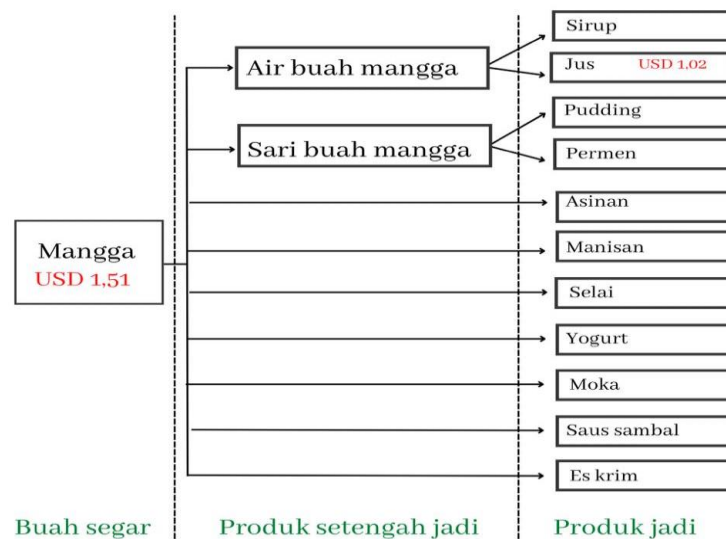 Sirup
Air buah mangga
Jus USD 1,02
Pudding
Sari buah mangga
Permen
Asinan
Mangga
USD 1,51
Manisan
Selai
Yogurt
Moka
Saus sambal
Es krim
Buah segar
Produk setengah jadi
Produk jadi